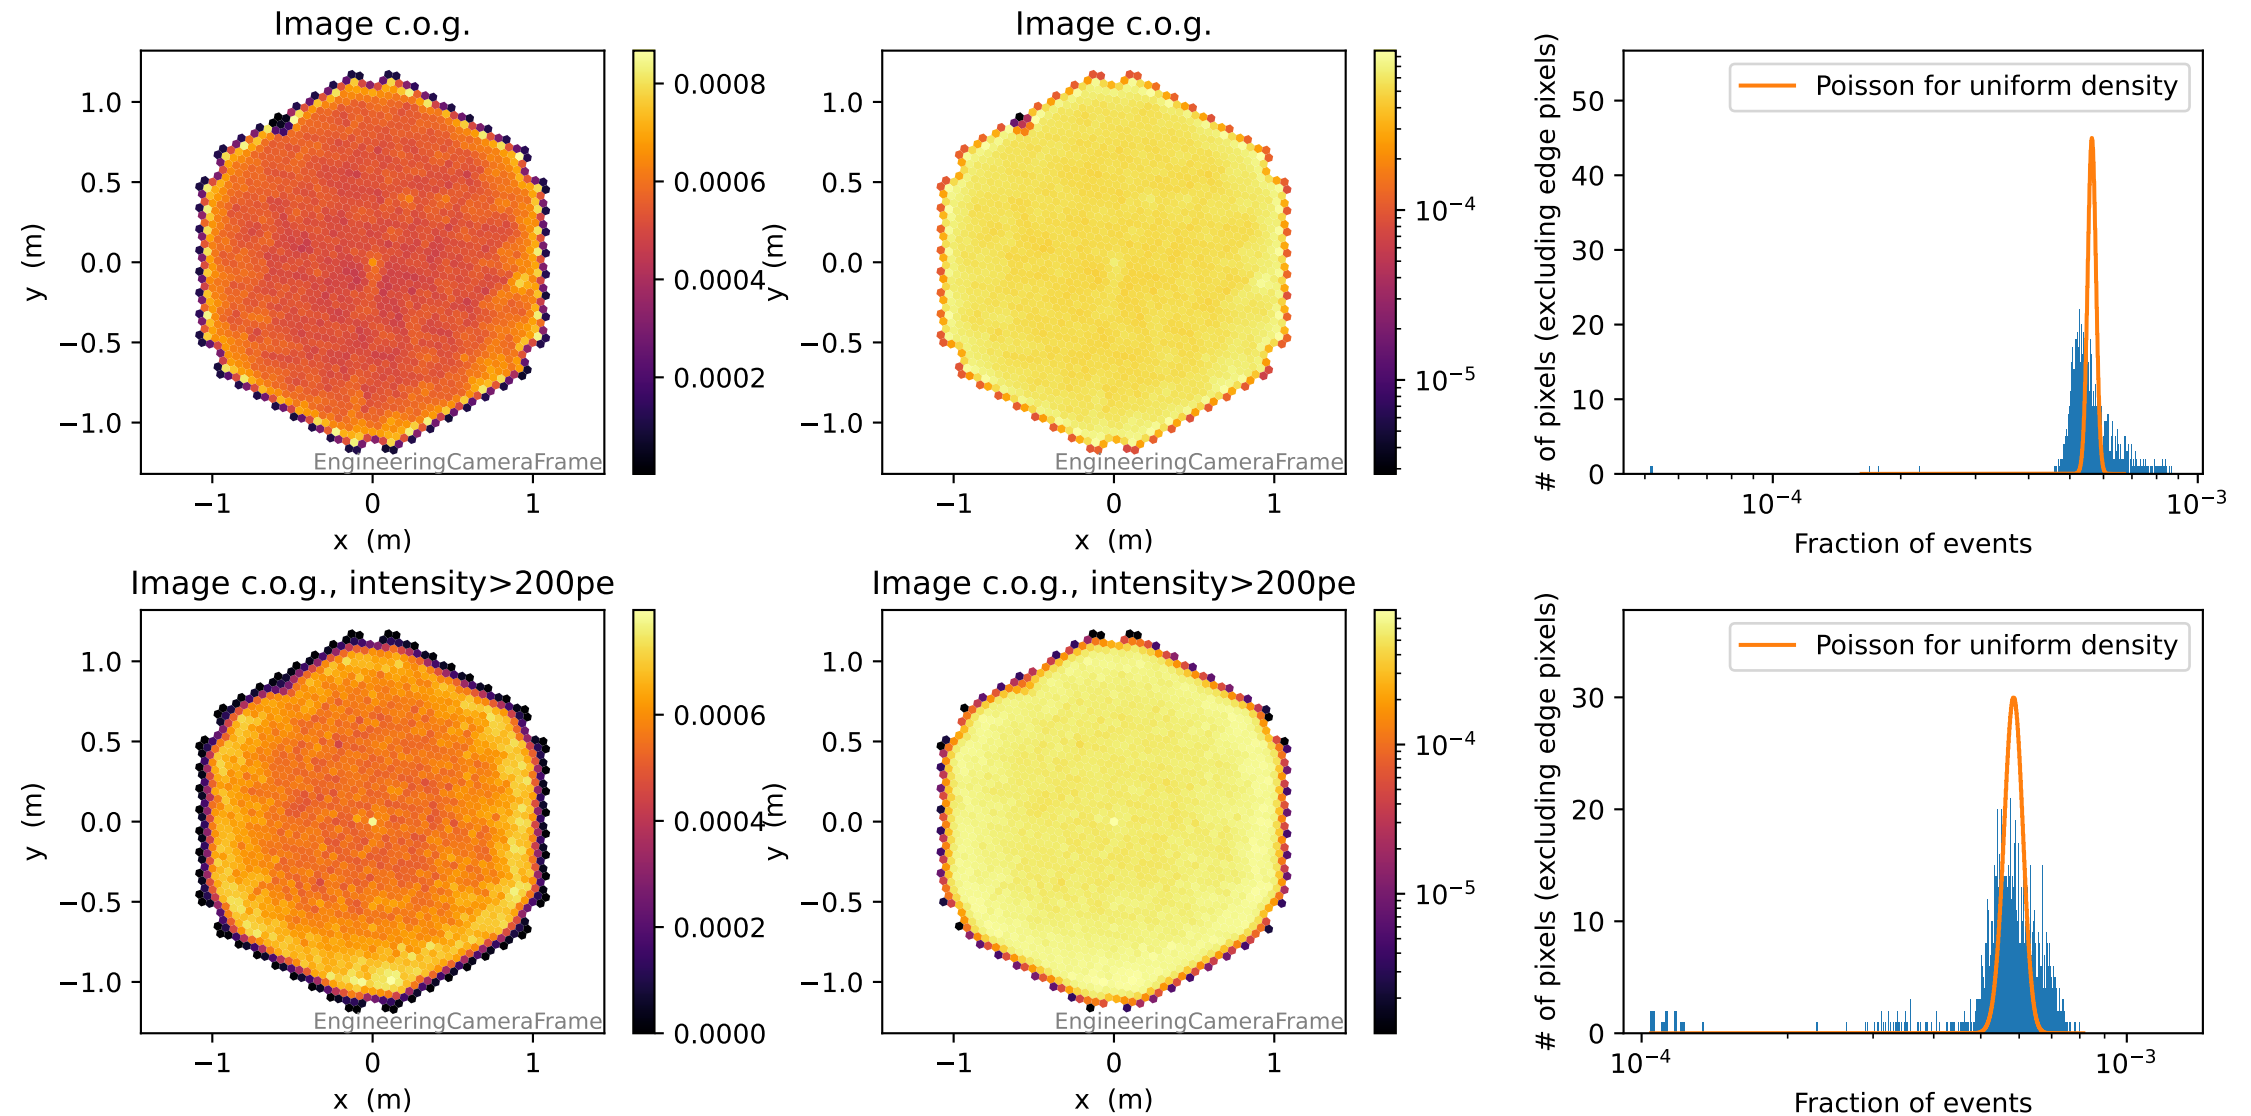 Image c.o.g.
y (m)
1.0
0.5
0.0
−0.5
−1.0
−1
0
1
x (m)
EngineeringCameraFrame
0.0008
0.0006
0.0004
0.0002
Image c.o.g.
y (m)
1.0
0.5
0.0
−0.5
−1.0
−1
0
1
x (m)
EngineeringCameraFrame
10⁻⁴
10⁻⁵
# of pixels (excluding edge pixels)
50
40
30
20
10
0
Poisson for uniform density
10⁻⁴
10⁻³
Fraction of events
Image c.o.g., intensity>200pe
y (m)
1.0
0.5
0.0
−0.5
−1.0
−1
0
1
x (m)
EngineeringCameraFrame
0.0006
0.0004
0.0002
0.0000
Image c.o.g., intensity>200pe
y (m)
1.0
0.5
0.0
−0.5
−1.0
−1
0
1
x (m)
EngineeringCameraFrame
10⁻⁴
10⁻⁵
# of pixels (excluding edge pixels)
30
20
10
0
Poisson for uniform density
10⁻⁴
10⁻³
Fraction of events